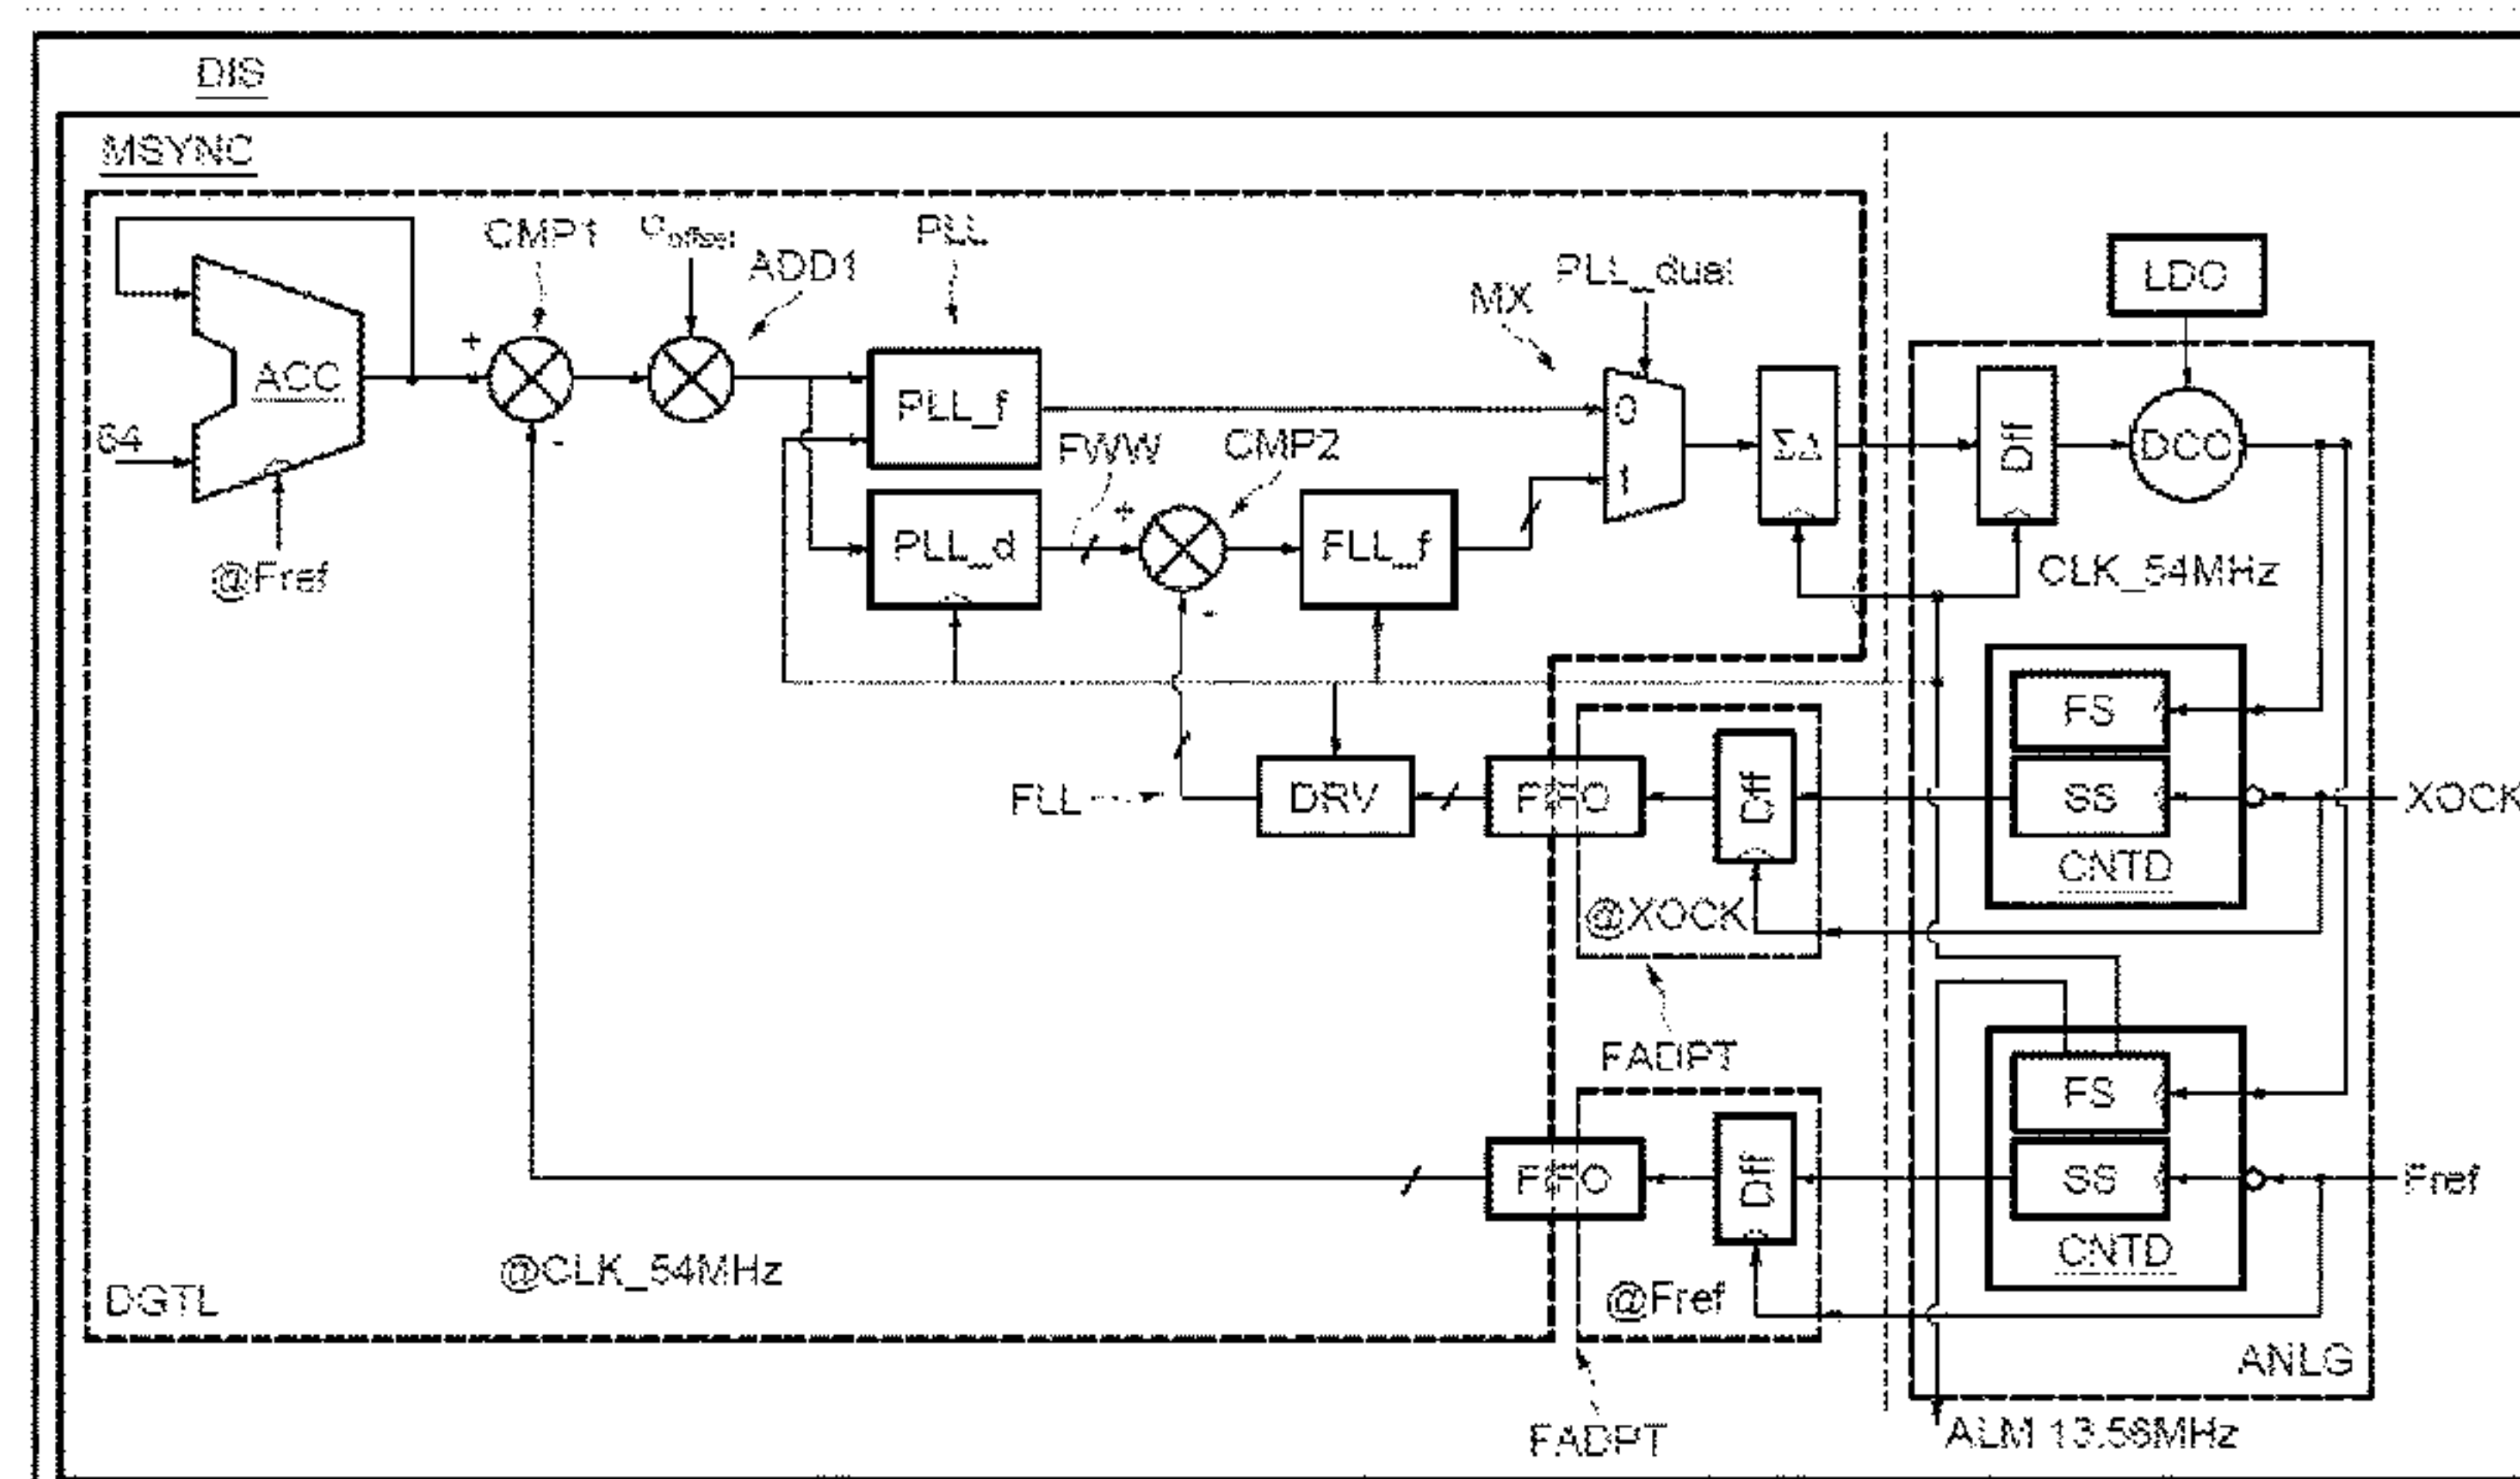 DIS
MSYNC
CMP1
ADD1
PLL
PLL_dual
MX
LDO
ACC
64
@Fref
+
-
PLL_f
0
1
ΣΔ
Dff
DCO
FWW
CMP2
PLL_d
+
-
FLL_f
CLK_54MHz
FS
SS
CNTD
XOCK
FLL
DRV
FIFO
Dff
@XOCK
FADPT
FS
SS
CNTD
Fref
FIFO
Dff
@Fref
@CLK_54MHz
DGTL
ANLG
FADPT
ALM 13.56MHz